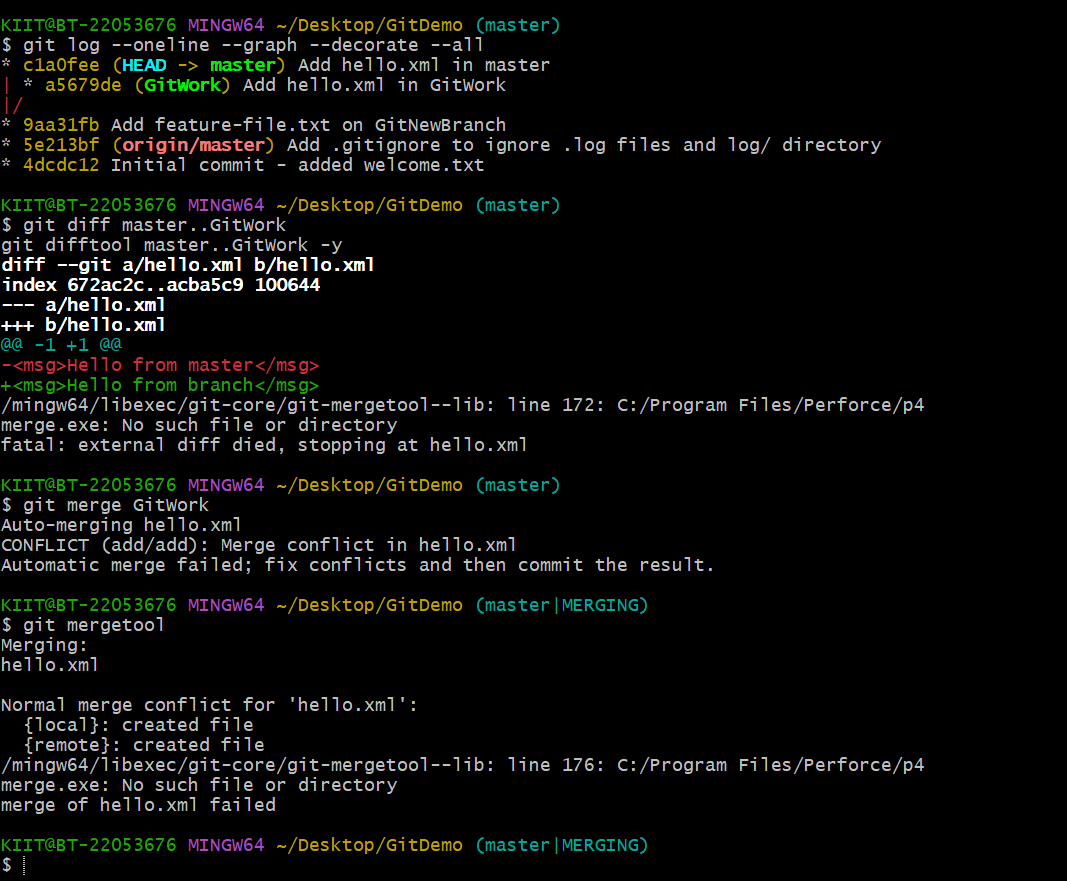 KIIT@BT-22053676 MINGW64 ~/Desktop/GitDemo (master)
$ git log --oneline --graph --decorate --all
* c1a0fee (HEAD -> master) Add hello.xml in master
| * a5679de (GitWork) Add hello.xml in GitWork
|/
* 9aa31fb Add feature-file.txt on GitNewBranch
* 5e213bf (origin/master) Add .gitignore to ignore .log files and log/ directory
* 4dcdc12 Initial commit - added welcome.txt

KIIT@BT-22053676 MINGW64 ~/Desktop/GitDemo (master)
$ git diff master..GitWork
git difftool master..GitWork -y
diff --git a/hello.xml b/hello.xml
index 672ac2c..acba5c9 100644
--- a/hello.xml
+++ b/hello.xml
@@ -1 +1 @@
-<msg>Hello from master</msg>
+<msg>Hello from branch</msg>
/mingw64/libexec/git-core/git-mergetool--lib: line 172: C:/Program Files/Perforce/p4
merge.exe: No such file or directory
fatal: external diff died, stopping at hello.xml

KIIT@BT-22053676 MINGW64 ~/Desktop/GitDemo (master)
$ git merge GitWork
Auto-merging hello.xml
CONFLICT (add/add): Merge conflict in hello.xml
Automatic merge failed; fix conflicts and then commit the result.

KIIT@BT-22053676 MINGW64 ~/Desktop/GitDemo (master|MERGING)
$ git mergetool
Merging:
hello.xml

Normal merge conflict for 'hello.xml':
  {local}: created file
  {remote}: created file
/mingw64/libexec/git-core/git-mergetool--lib: line 176: C:/Program Files/Perforce/p4
merge.exe: No such file or directory
merge of hello.xml failed

KIIT@BT-22053676 MINGW64 ~/Desktop/GitDemo (master|MERGING)
$